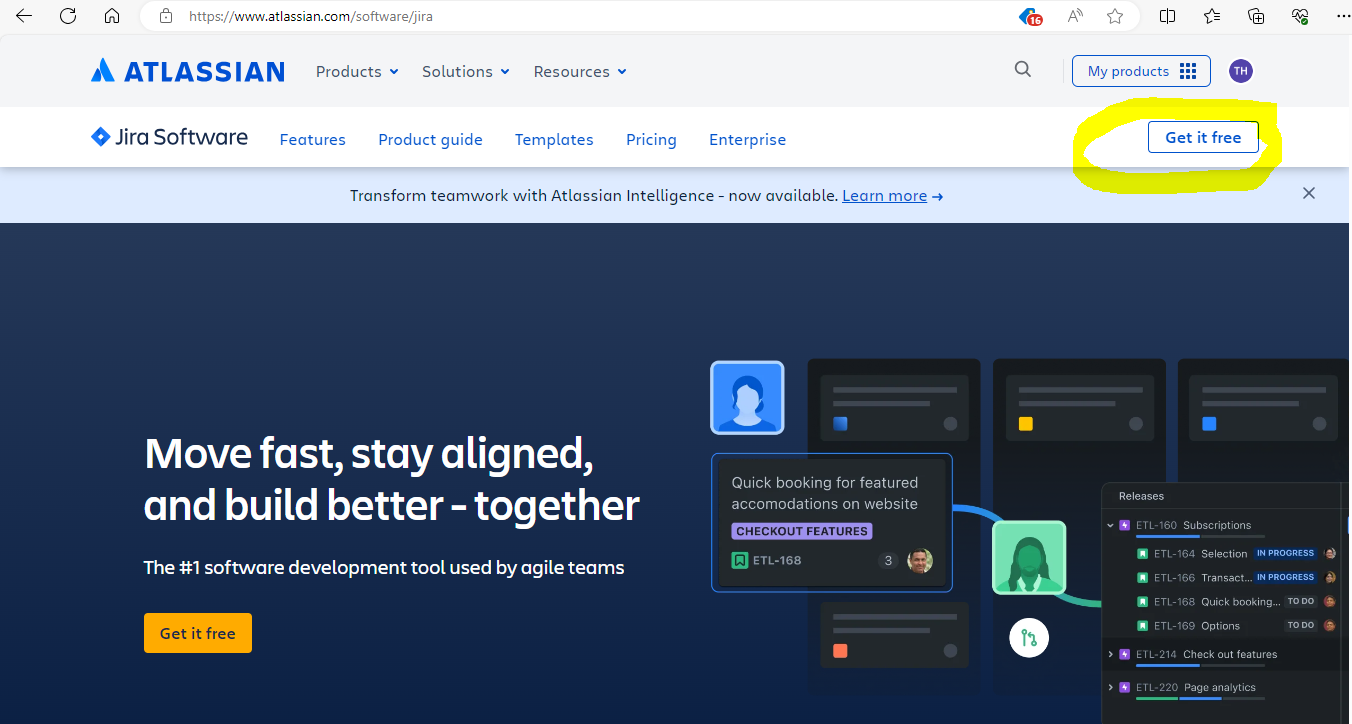 https://www.atlassian.com/software/jira
16
ATLASSIAN Products Solutions Resources My products TH
Jira Software Features Product guide Templates Pricing Enterprise Get it free
Transform teamwork with Atlassian Intelligence - now available. Learn more →
Move fast, stay aligned,
and build better - together
The #1 software development tool used by agile teams
Get it free
Quick booking for featured
accomodations on website
CHECKOUT FEATURES
ETL-168 3
Releases
ETL-160 Subscriptions
ETL-164 Selection IN PROGRESS
ETL-166 Transact... IN PROGRESS
ETL-168 Quick booking... TO DO
ETL-169 Options TO DO
ETL-214 Check out features
ETL-220 Page analytics